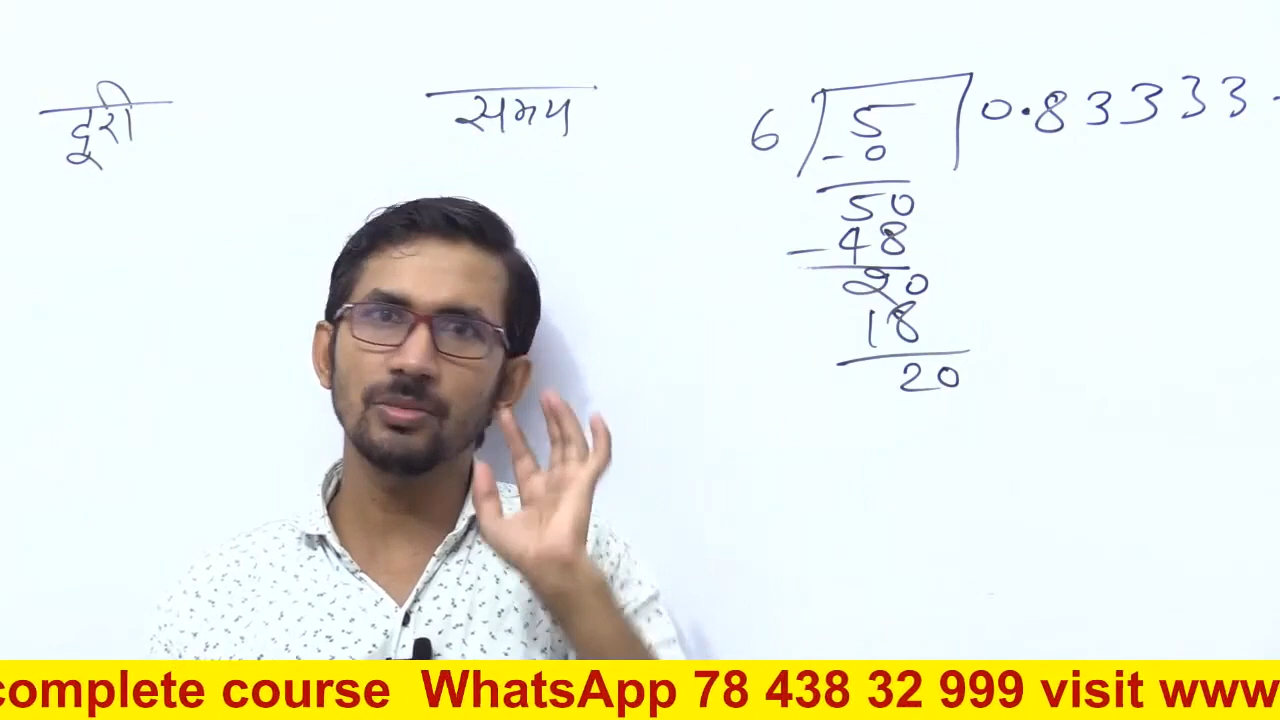 दूरी
समय
6 5 0.83333
- 0
50
- 48
20
18
20
complete course WhatsApp 78 438 32 999 visit www